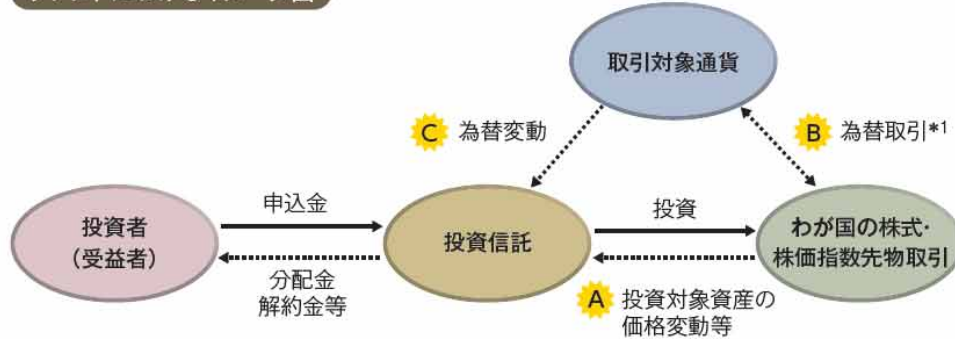 取引対象通貨
C 為替変動
B 為替取引*1
投資者
(受益者)
申込金
投資信託
投資
わが国の株式・
株価指数先物取引
分配金
解約金等
A 投資対象資産の
価格変動等